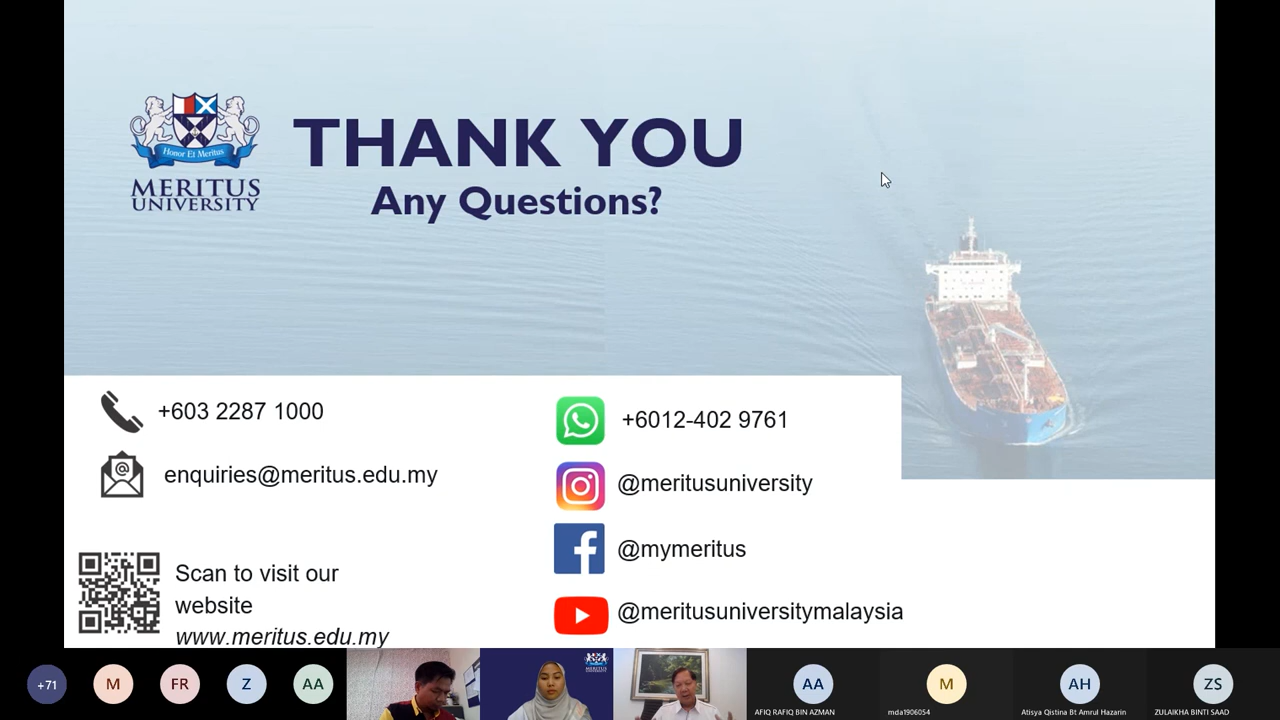 Honor Et Meritus
MERITUS
UNIVERSITY
THANK YOU
Any Questions?
+603 2287 1000
enquiries@meritus.edu.my
Scan to visit our
website
www.meritus.edu.my
+6012-402 9761
@meritusuniversity
@mymeritus
@meritusuniversitymalaysia
+71
M
FR
Z
AA
AA
AFIQ RAFIQ BIN AZMAN
M
mda1906054
AH
Atisya Qistina Bt Amrul Hazarin
ZS
ZULAIKHA BINTI SAAD